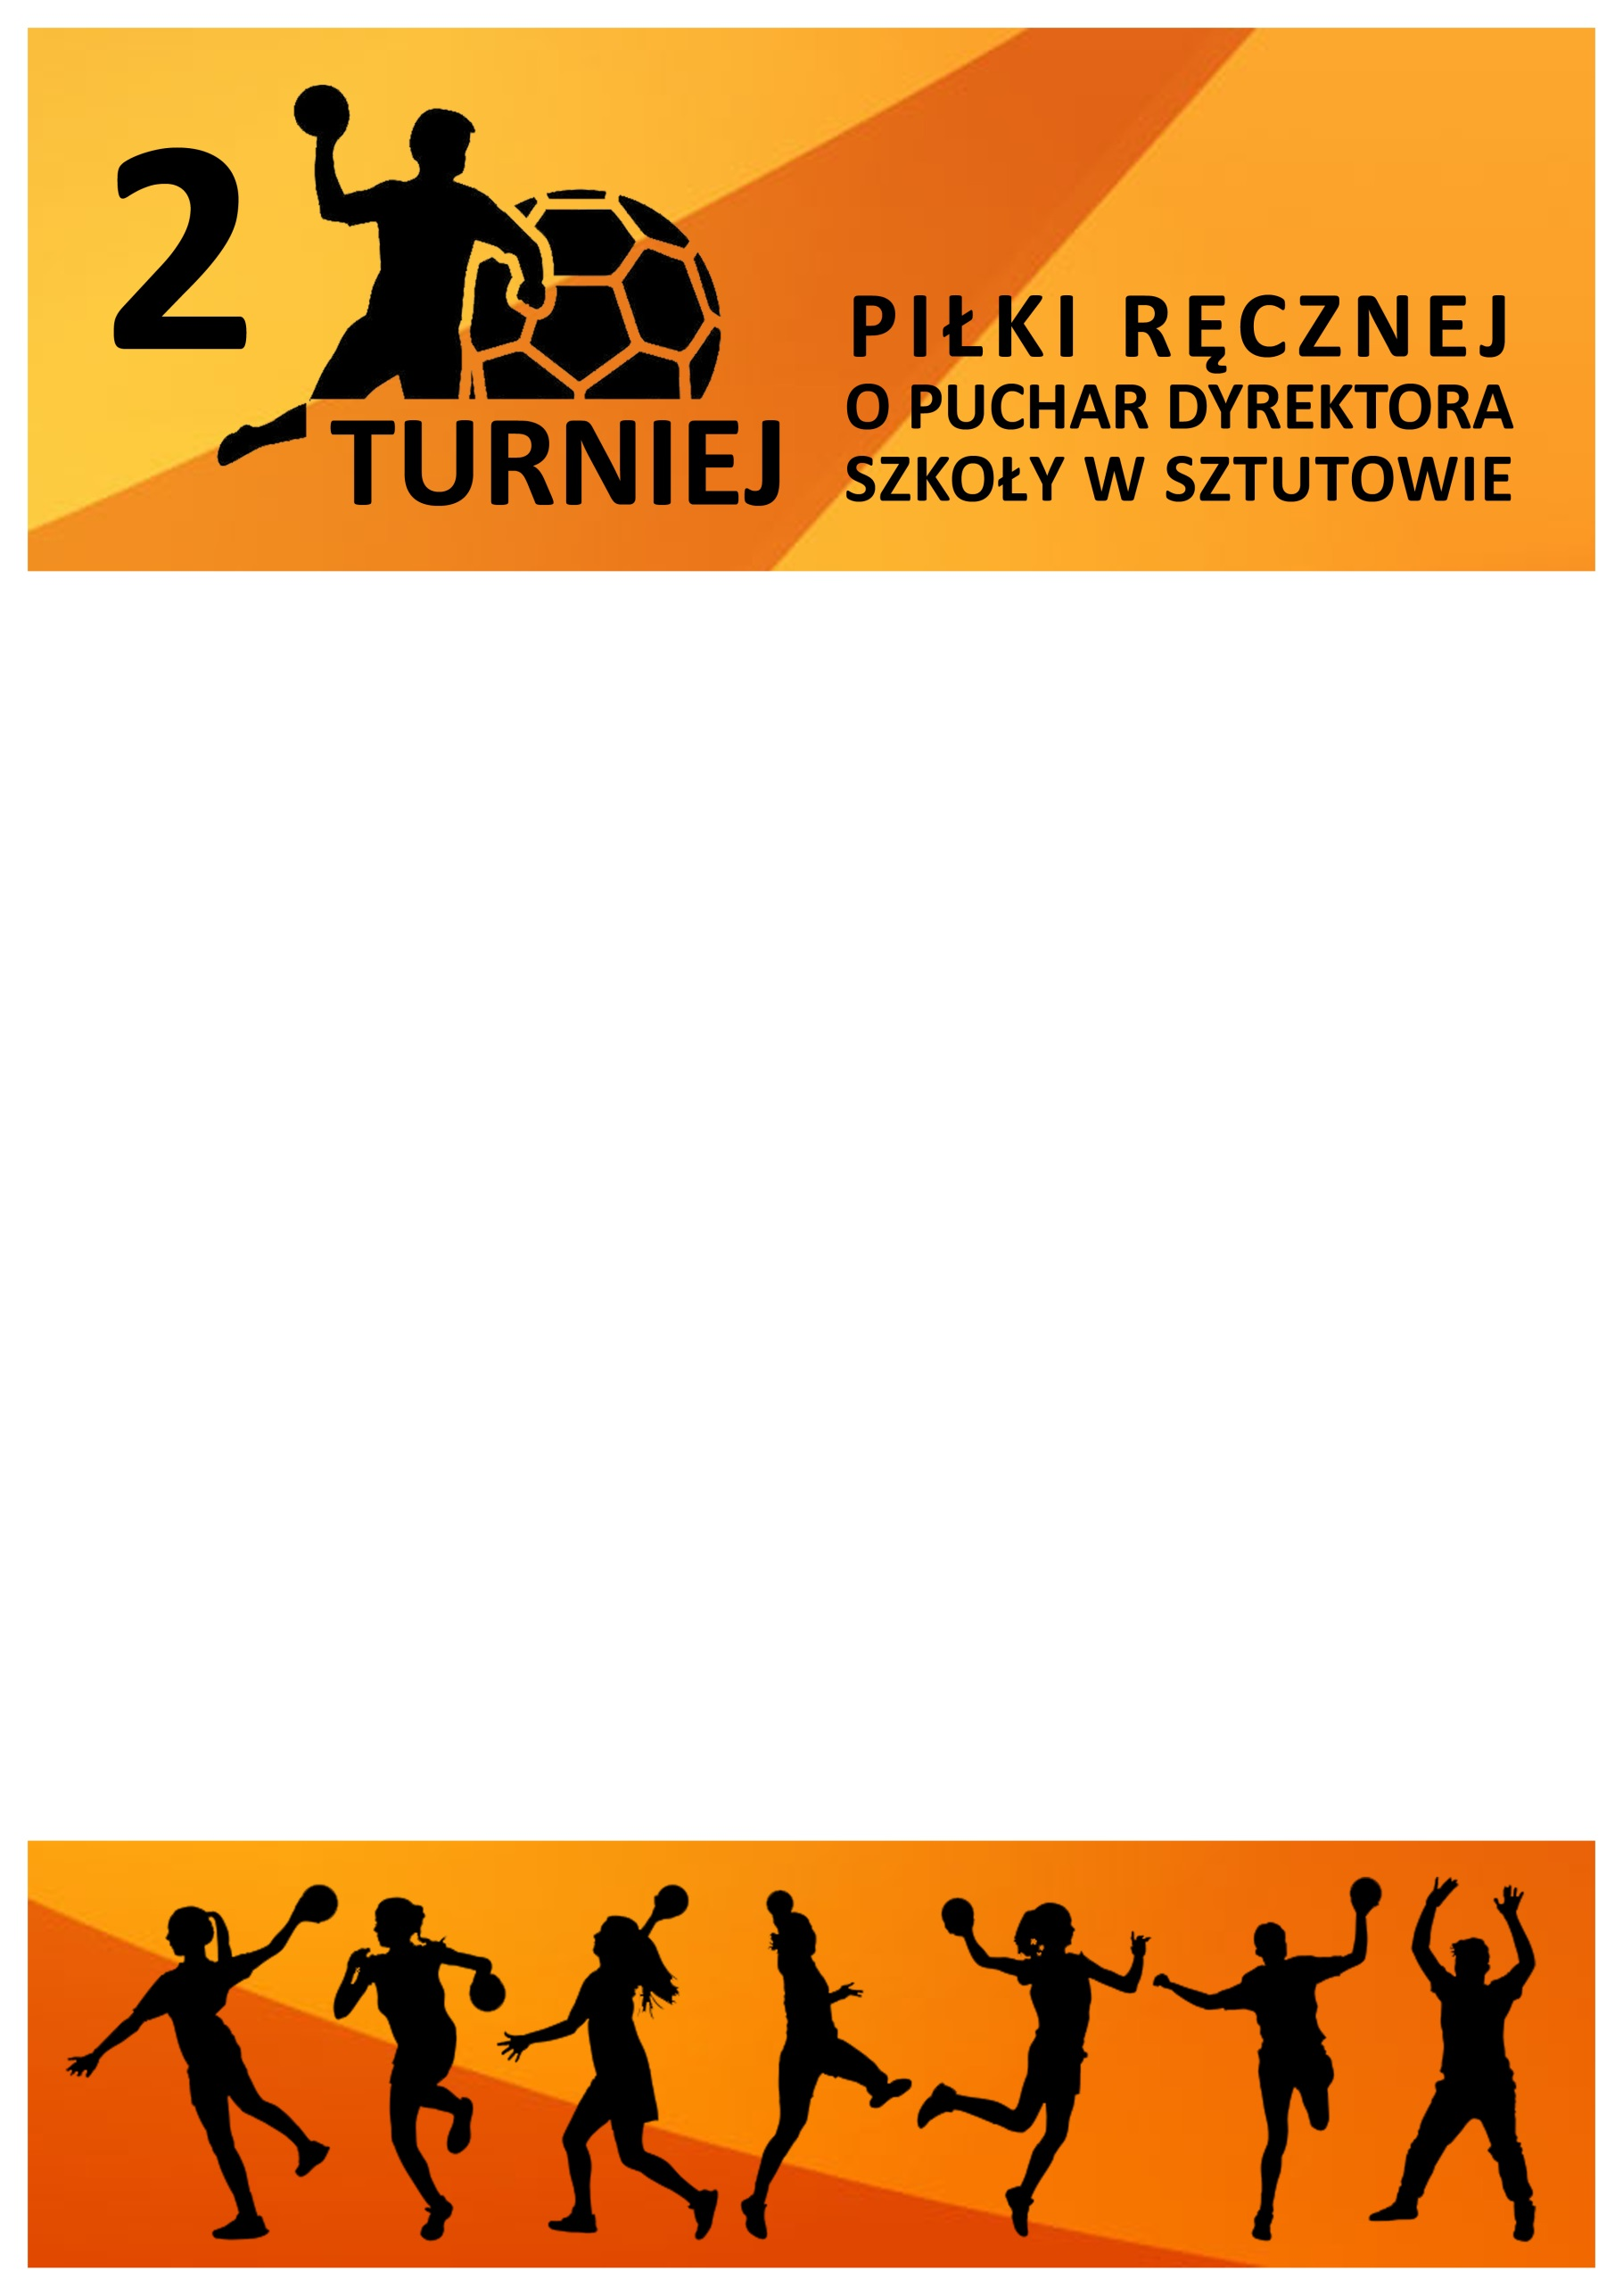 2
TURNIEJ
PIŁKI RĘCZNEJ
O PUCHAR DYREKTORA
SZKOŁY W SZTUTOWIE